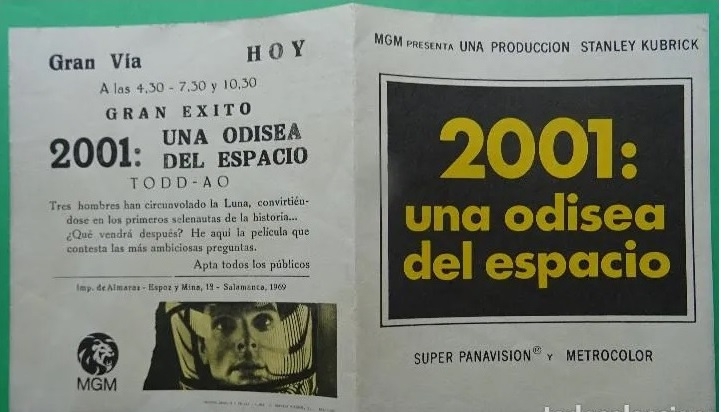 Gran Vía HOY
A las 4,30 - 7,30 y 10,30
GRAN EXITO
2001: UNA ODISEA
DEL ESPACIO
TODD-AO
Tres hombres han circunvolado la Luna, convirtién-
dose en los primeros selenautas de la historia...
¿Qué vendrá después? He aquí la película que
contesta las más ambiciosas preguntas.
Apta todos los públicos
Imp. de Almaraz - Espoz y Mina, 12 - Salamanca, 1969
MGM
MGM PRESENTA UNA PRODUCCION STANLEY KUBRICK
2001:
una odisea
del espacio
SUPER PANAVISION® Y METROCOLOR